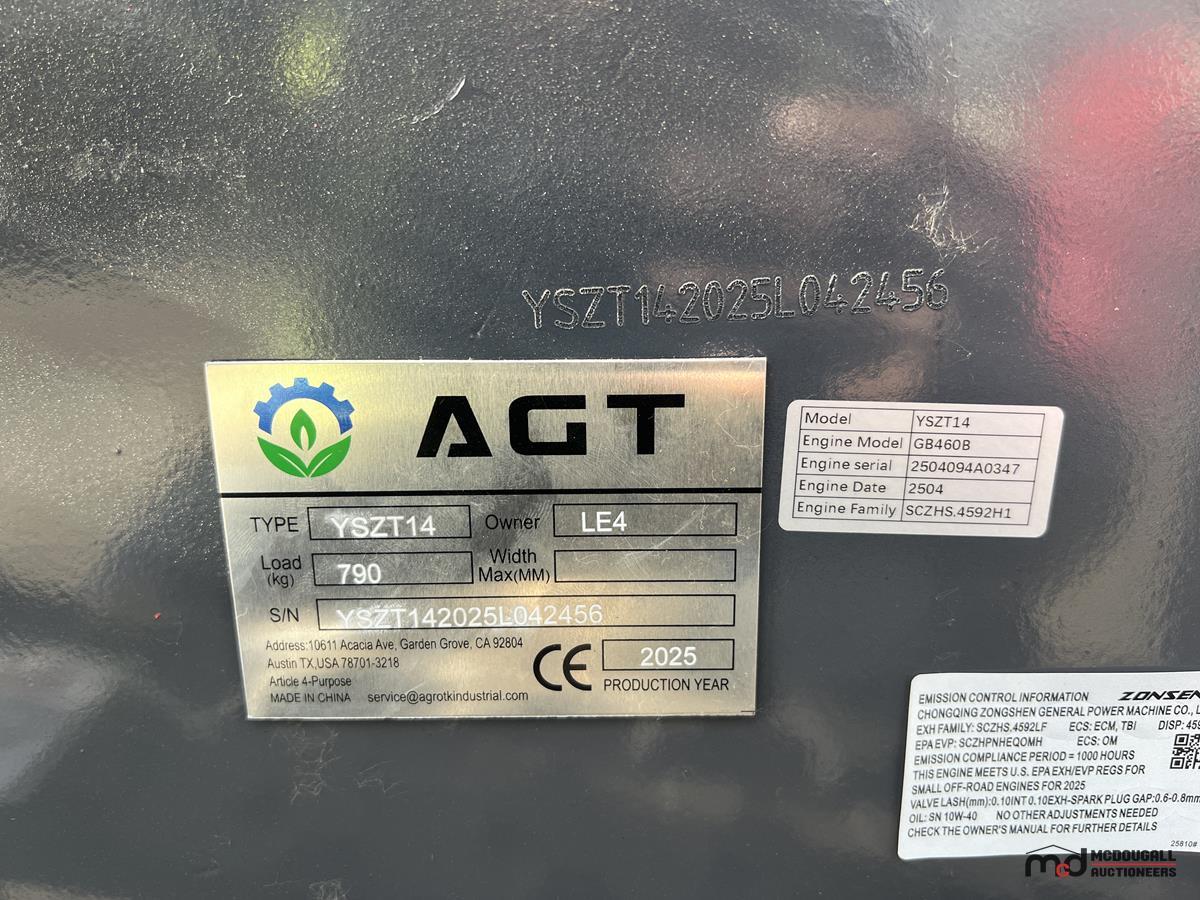 YSZT142025L042456
AGT
TYPE YSZT14 Owner LE4
Load (kg) 790 Width Max(MM)
S/N YSZT142025L042456
Address:10611 Acacia Ave, Garden Grove, CA 92804
Austin TX,USA 78701-3218
Article 4-Purpose
MADE IN CHINA service@agrotkindustrial.com
CE 2025
PRODUCTION YEAR
Model YSZT14
Engine Model GB460B
Engine serial 2504094A0347
Engine Date 2504
Engine Family SCZHS.4592H1
EMISSION CONTROL INFORMATION ZONSEN
CHONGQING ZONGSHEN GENERAL POWER MACHINE CO., L
EXH FAMILY: SCZHS.4592LF ECS: ECM, TBI DISP: 459
EPA EVP: SCZHPNHEQOMH ECS: OM
EMISSION COMPLIANCE PERIOD = 1000 HOURS
THIS ENGINE MEETS U.S. EPA EXH/EVP REGS FOR
SMALL OFF-ROAD ENGINES FOR 2025
VALVE LASH(mm):0.10INT 0.10EXH-SPARK PLUG GAP:0.6-0.8mm
OIL: SN 10W-40 NO OTHER ADJUSTMENTS NEEDED
CHECK THE OWNER'S MANUAL FOR FURTHER DETAILS
25810#
mcd MCDOUGALL
AUCTIONEERS